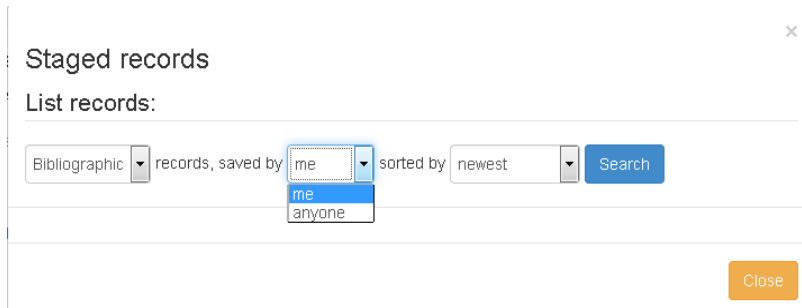 ×
Staged records
List records:
Bibliographic records, saved by me sorted by newest Search
me
anyone
Close